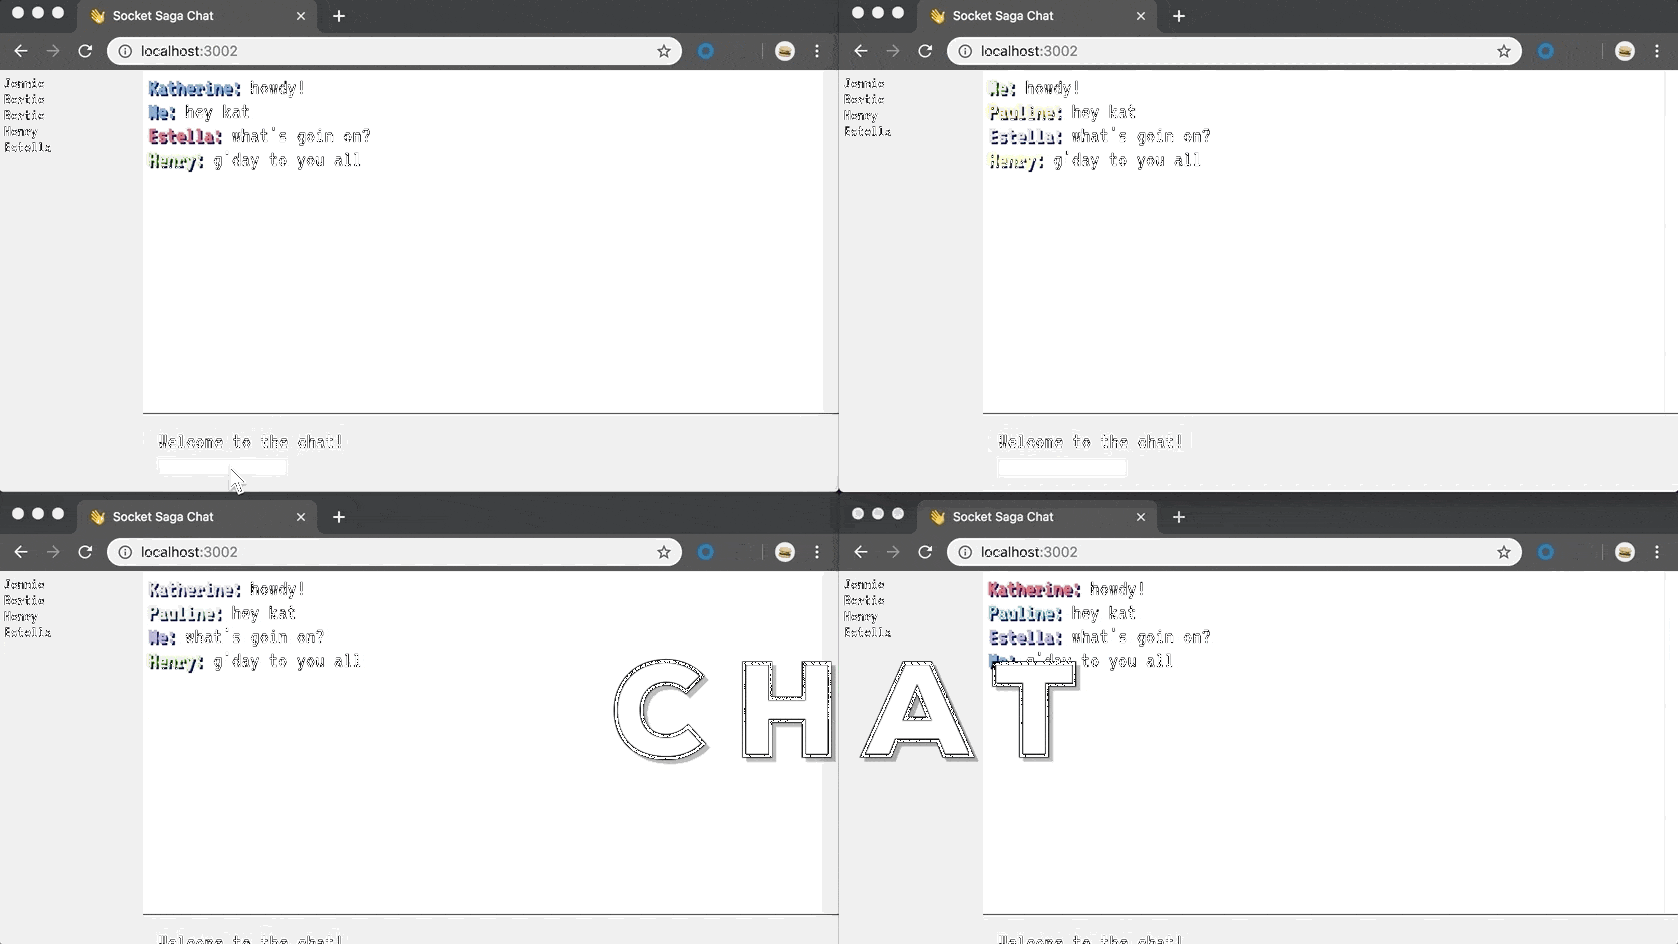 Socket Saga Chat
localhost:3002
Jennie
Bertie
Bertie
Henry
Estella
Katherine: howdy!
Me: hey kat
Estella: what's goin on?
Henry: g'day to you all
Welcome to the chat!
Socket Saga Chat
localhost:3002
Jennie
Bertie
Henry
Estella
Me: howdy!
Pauline: hey kat
Estella: what's goin on?
Henry: g'day to you all
Welcome to the chat!
Socket Saga Chat
localhost:3002
Jennie
Bertie
Henry
Estella
Katherine: howdy!
Pauline: hey kat
Me: what's goin on?
Henry: g'day to you all
Welcome to the chat!
Socket Saga Chat
localhost:3002
Jennie
Bertie
Henry
Estella
Katherine: howdy!
Pauline: hey kat
Estella: what's goin on?
Me: g'day to you all
Welcome to the chat!
CHAT